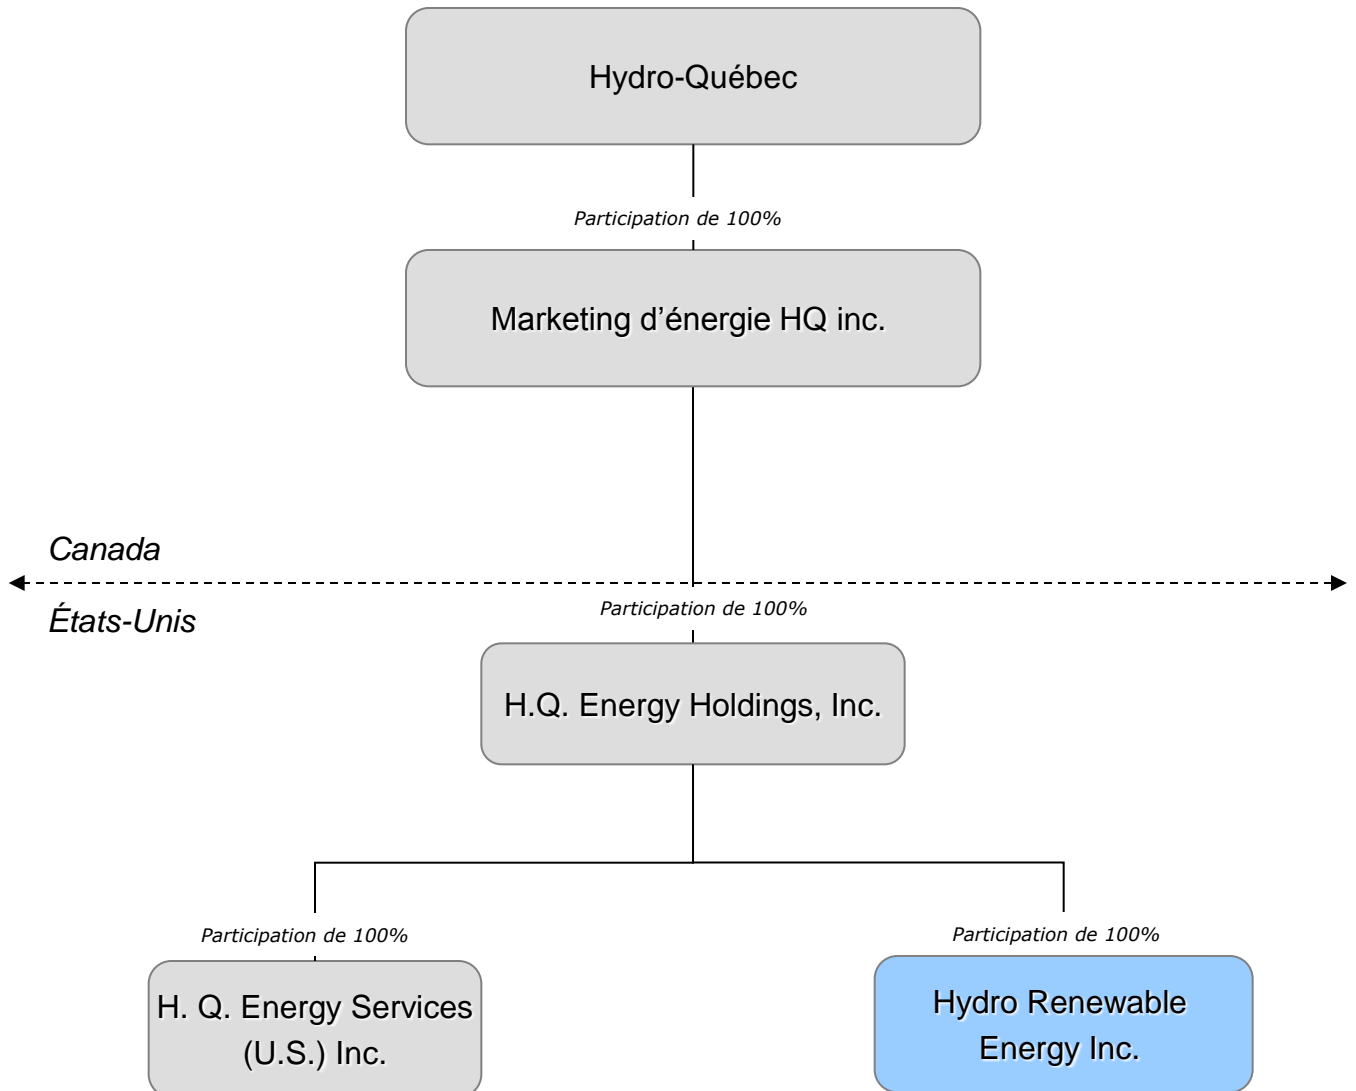 Hydro-Québec
Participation de 100%
Marketing d’énergie HQ inc.
Canada
États-Unis
Participation de 100%
H.Q. Energy Holdings, Inc.
Participation de 100%
Participation de 100%
H. Q. Energy Services
(U.S.) Inc.
Hydro Renewable
Energy Inc.